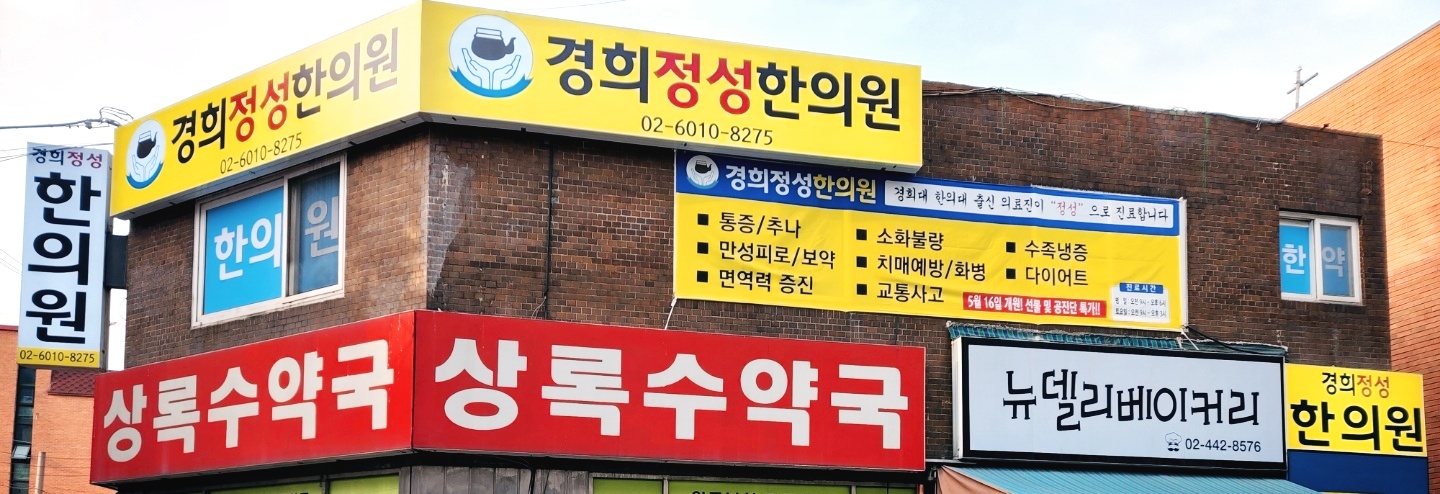 경희정성한의원
02-6010-8275
경희정성한의원
02-6010-8275
경희정성
한의원
02-6010-8275
한의원
경희정성한의원
경희대 한의대 출신 의료진이 "정성" 으로 진료합니다
■ 통증/추나
■ 만성피로/보약
■ 면역력 증진
■ 소화불량
■ 치매예방/화병
■ 교통사고
■ 수족냉증
■ 다이어트
5월 16일 개원! 선물 및 공진단 특가!!
진료시간
한약
상록수약국
상록수약국
뉴델리베이커리
02-442-8576
경희정성
한의원